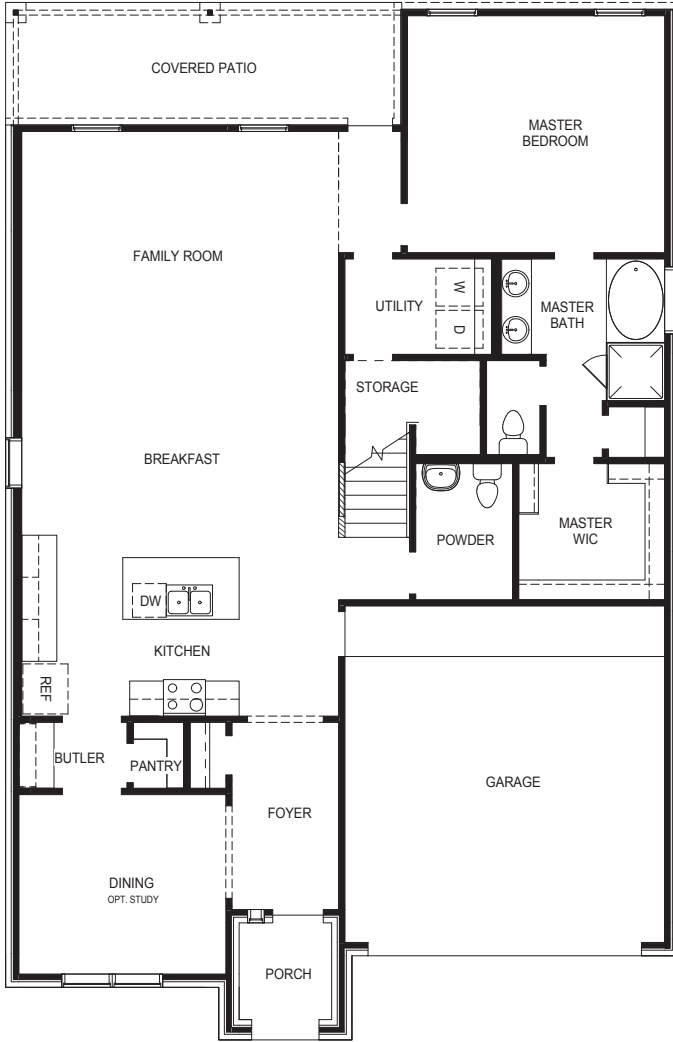 COVERED PATIO
MASTER
BEDROOM
FAMILY ROOM
UTILITY
W
D
MASTER
BATH
STORAGE
BREAKFAST
POWDER
MASTER
WIC
DW
KITCHEN
REF
BUTLER
PANTRY
GARAGE
FOYER
DINING
OPT. STUDY
PORCH